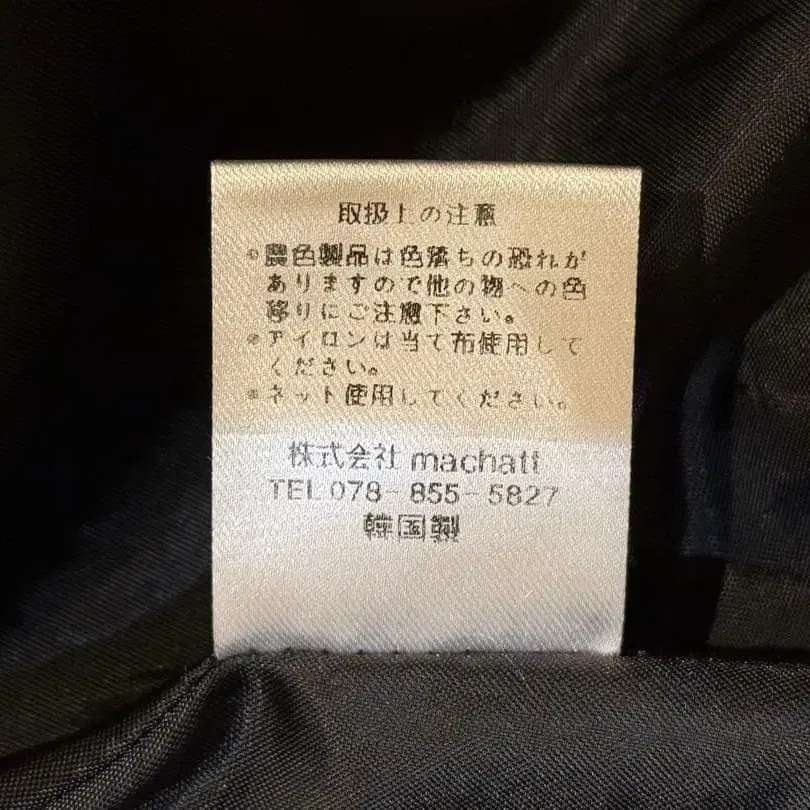 取扱上の注意
※農色製品は色落ちの恐れが
ありますので他の物への色
移りにご注意下さい。
※アイロンは当て布使用して
ください。
※ネット使用してください。
株式会社 machatt
TEL 078-855-5827
韓国製